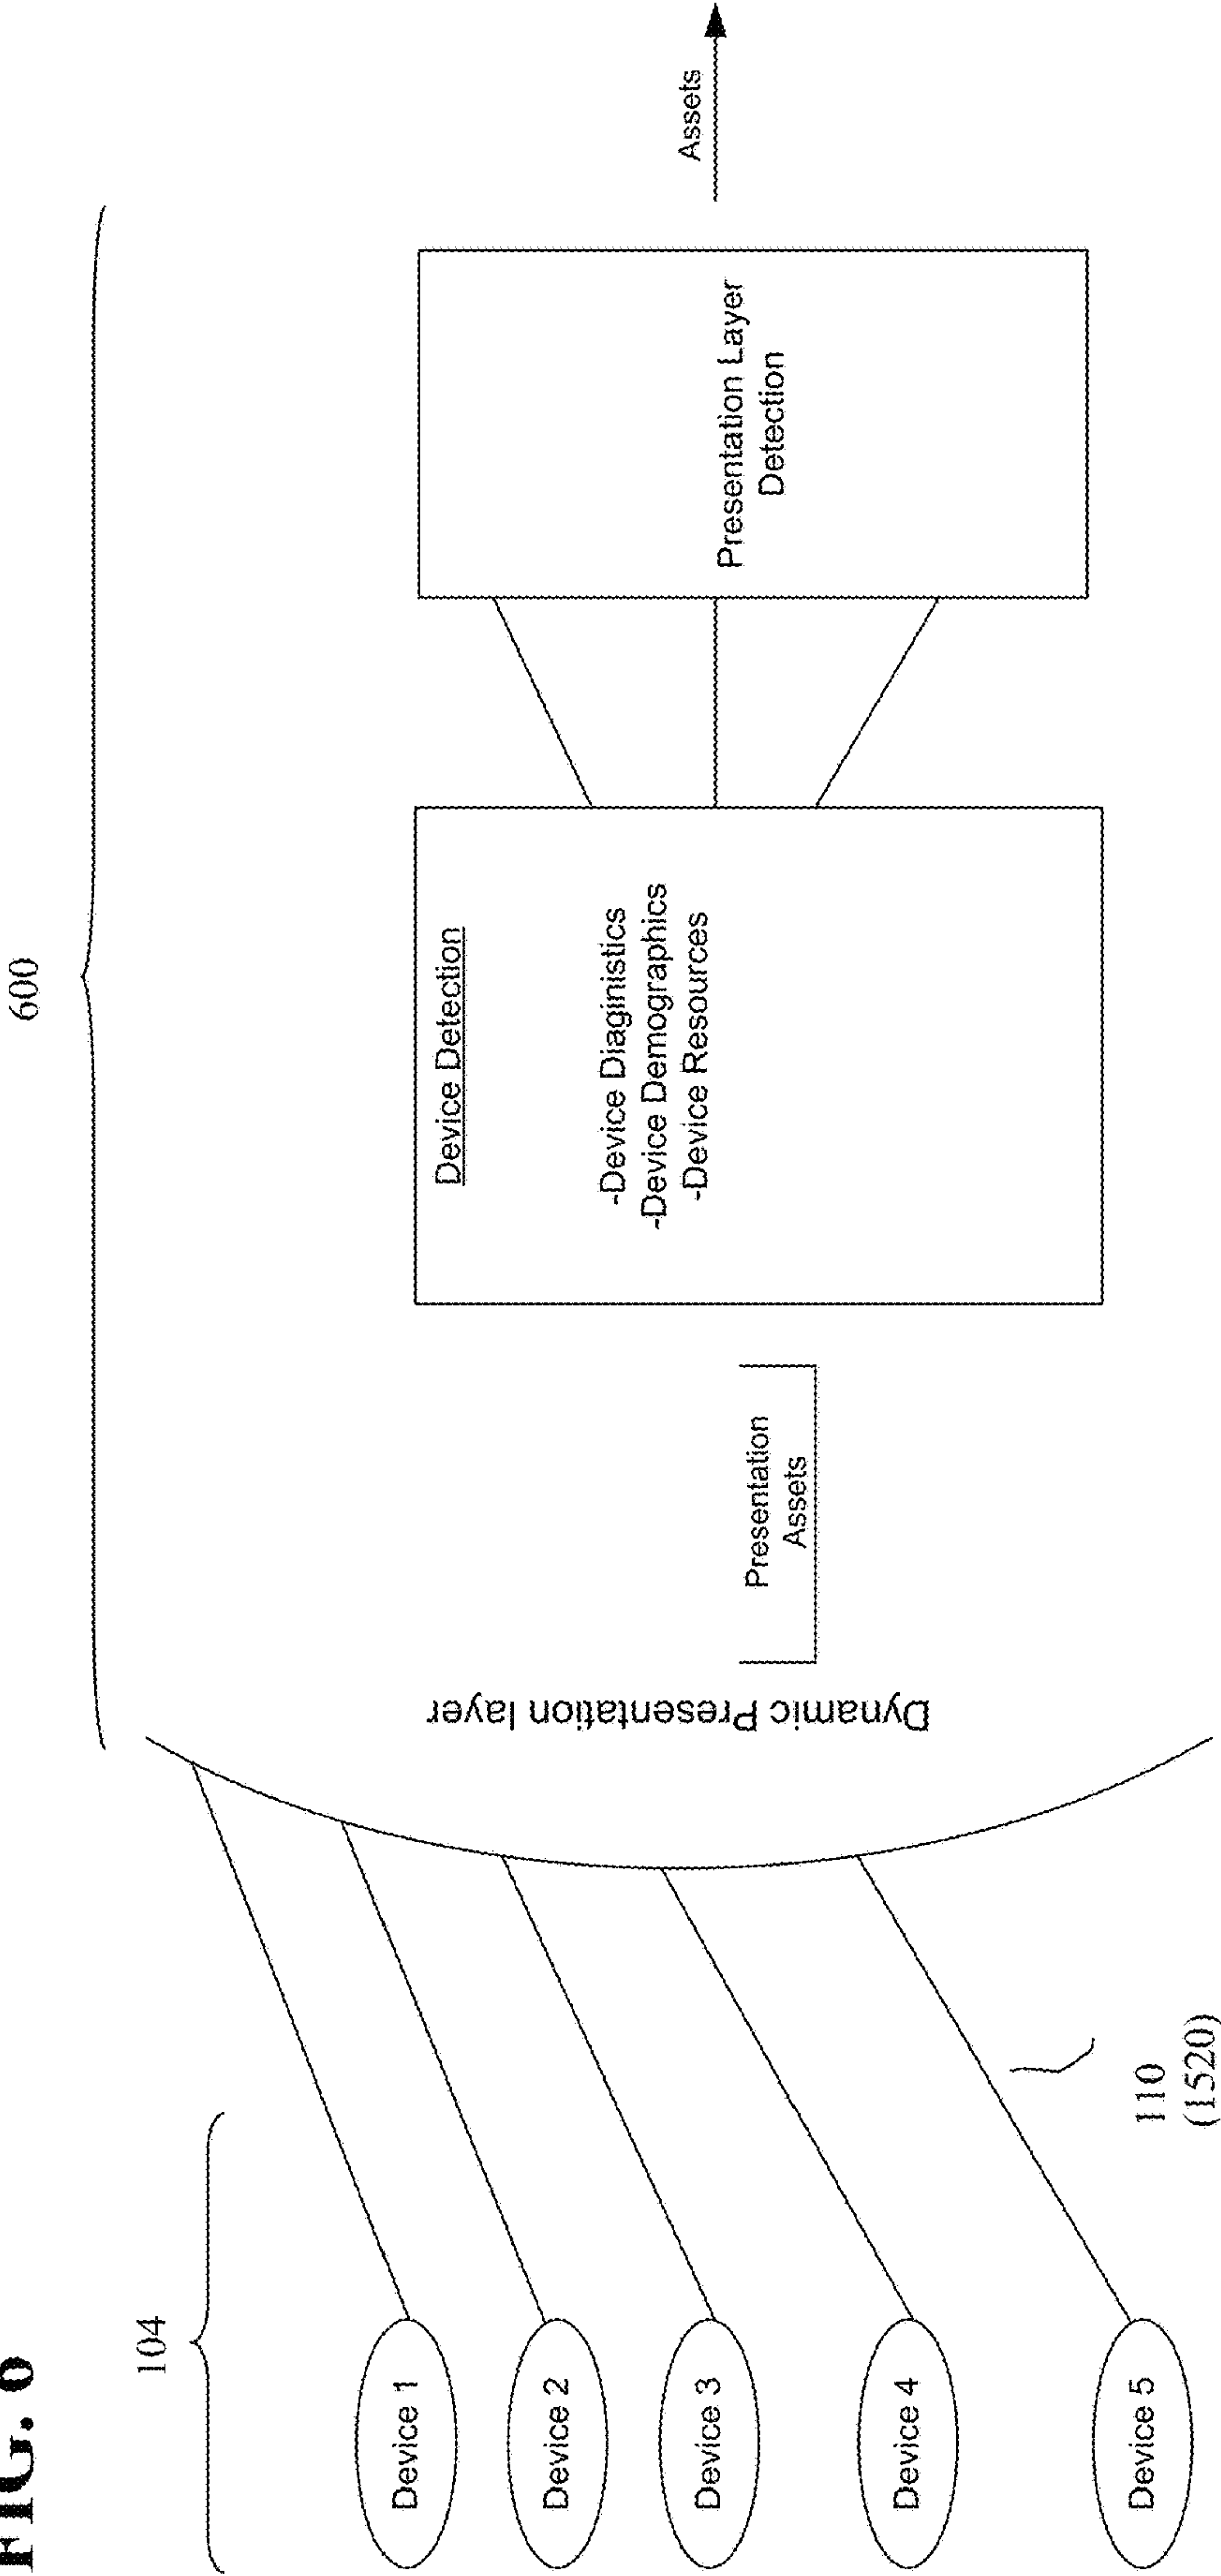 FIG. 6
104
600
Device 1
Device 2
Device 3
Device 4
Device 5
110
(1520)
Dynamic Presentation layer
Presentation
Assets
Device Detection
-Device Diaginistics
-Device Demographics
-Device Resources
Presentation Layer
Detection
Assets